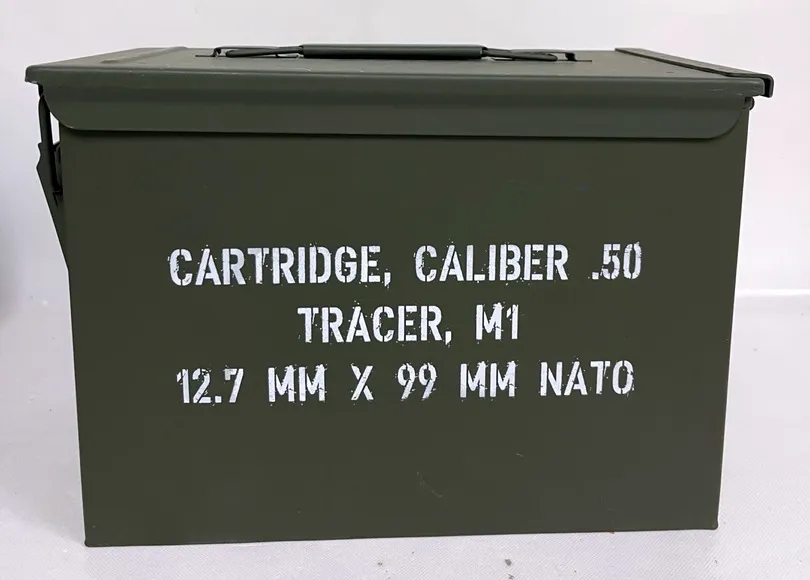 CARTRIDGE, CALIBER .50
TRACER, M1
12.7 MM X 99 MM NATO